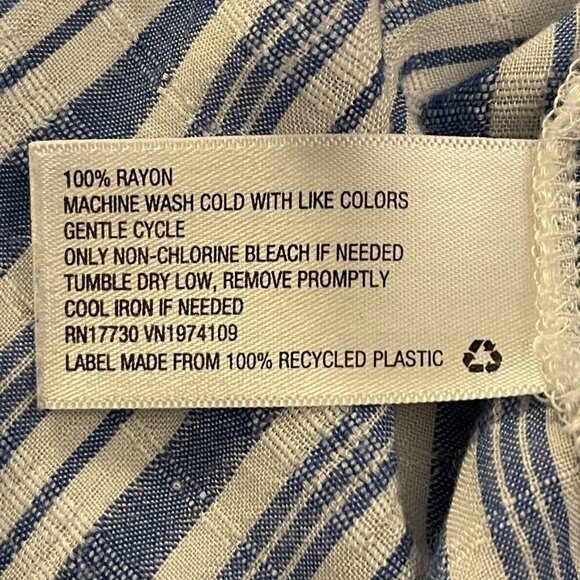 100% RAYON
MACHINE WASH COLD WITH LIKE COLORS
GENTLE CYCLE
ONLY NON-CHLORINE BLEACH IF NEEDED
TUMBLE DRY LOW, REMOVE PROMPTLY
COOL IRON IF NEEDED
RN17730 VN1974109
LABEL MADE FROM 100% RECYCLED PLASTIC